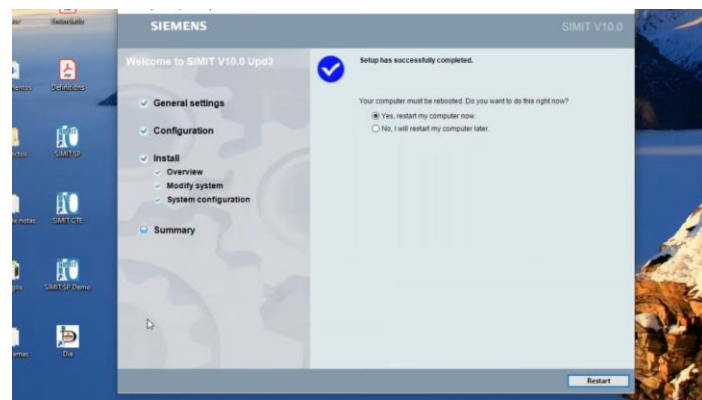 SIEMENS
SIMIT V10.0
Welcome to SIMIT V10.0 Upd3
General settings
Configuration
Install
Overview
Modify system
System configuration
Summary
Setup has successfully completed.
Your computer must be rebooted. Do you want to do this right now?
Yes, restart my computer now.
No, I will restart my computer later.
Restart
Definitions
SIMIT SP
de notas
SIMIT CTE
SIMIT SP Demo
Dia